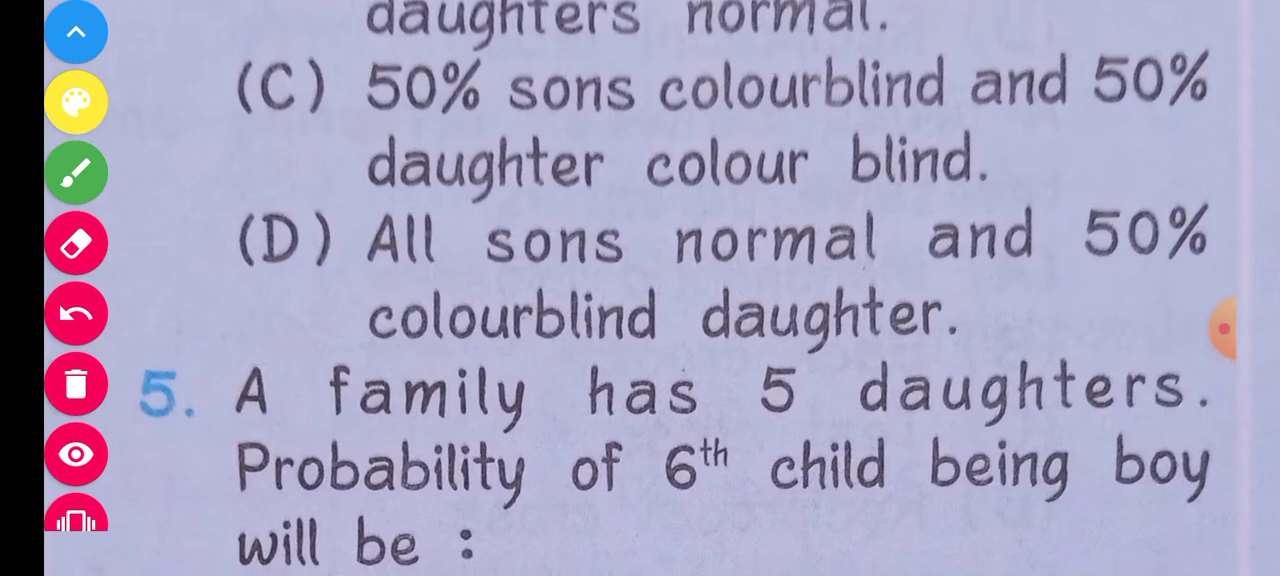 daughters normal.
(C) 50% sons colourblind and 50%
daughter colour blind.
(D) All sons normal and 50%
colourblind daughter.
5. A family has 5 daughters.
Probability of 6th child being boy
will be :